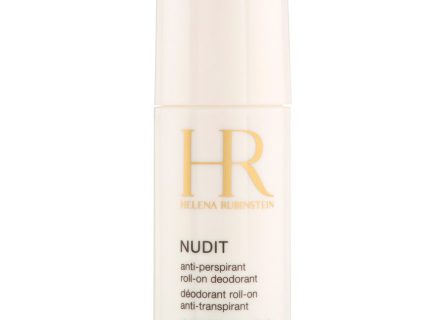 HR
HELENA RUBINSTEIN
NUDIT
anti-perspirant
roll-on deodorant
déodorant roll-on
anti-transpirant